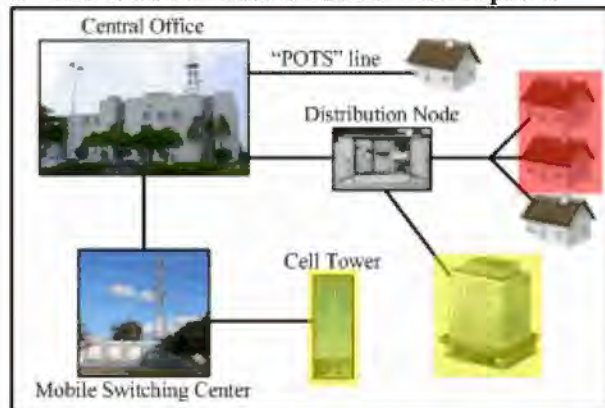 Central Office
“POTS” line
Distribution Node
Cell Tower
Mobile Switching Center